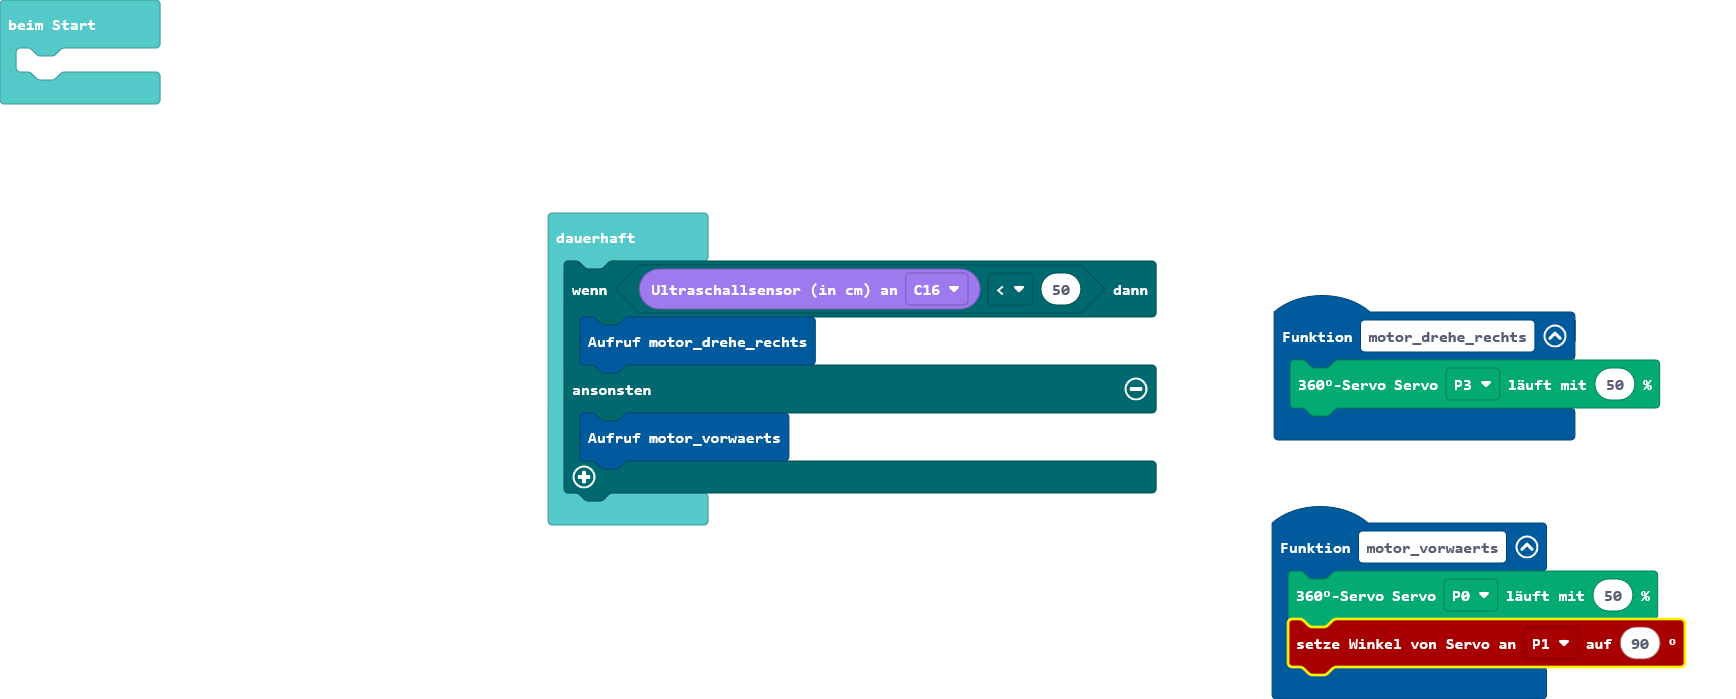 beim Start
dauerhaft
wenn Ultraschallsensor (in cm) an C16 < 50 dann
Aufruf motor_drehe_rechts
ansonsten
Aufruf motor_vorwaerts
Funktion motor_drehe_rechts
360º-Servo Servo P3 läuft mit 50 %
Funktion motor_vorwaerts
360º-Servo Servo P0 läuft mit 50 %
setze Winkel von Servo an P1 auf 90 º